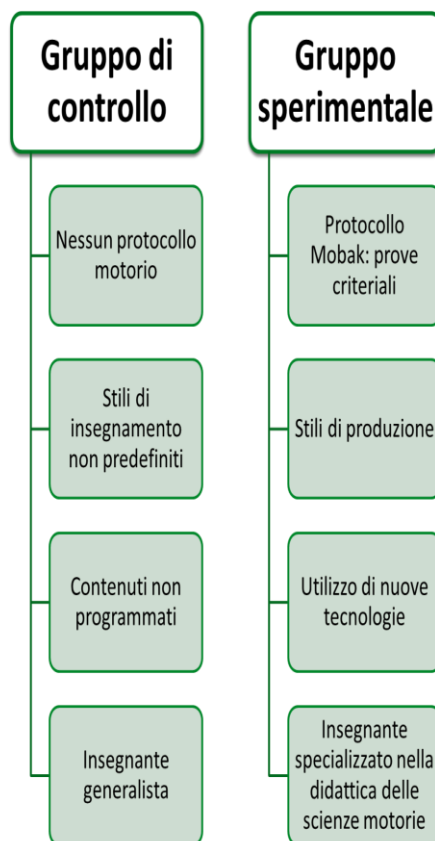 Gruppo di
controllo
Nessun protocollo
motorio
Stili di
insegnamento
non predefiniti
Contenuti non
programmati
Insegnante
generalista
Gruppo
sperimentale
Protocollo
Mobak: prove
criteriali
Stili di produzione
Utilizzo di nuove
tecnologie
Insegnante
specializzato nella
didattica delle
scienze motorie